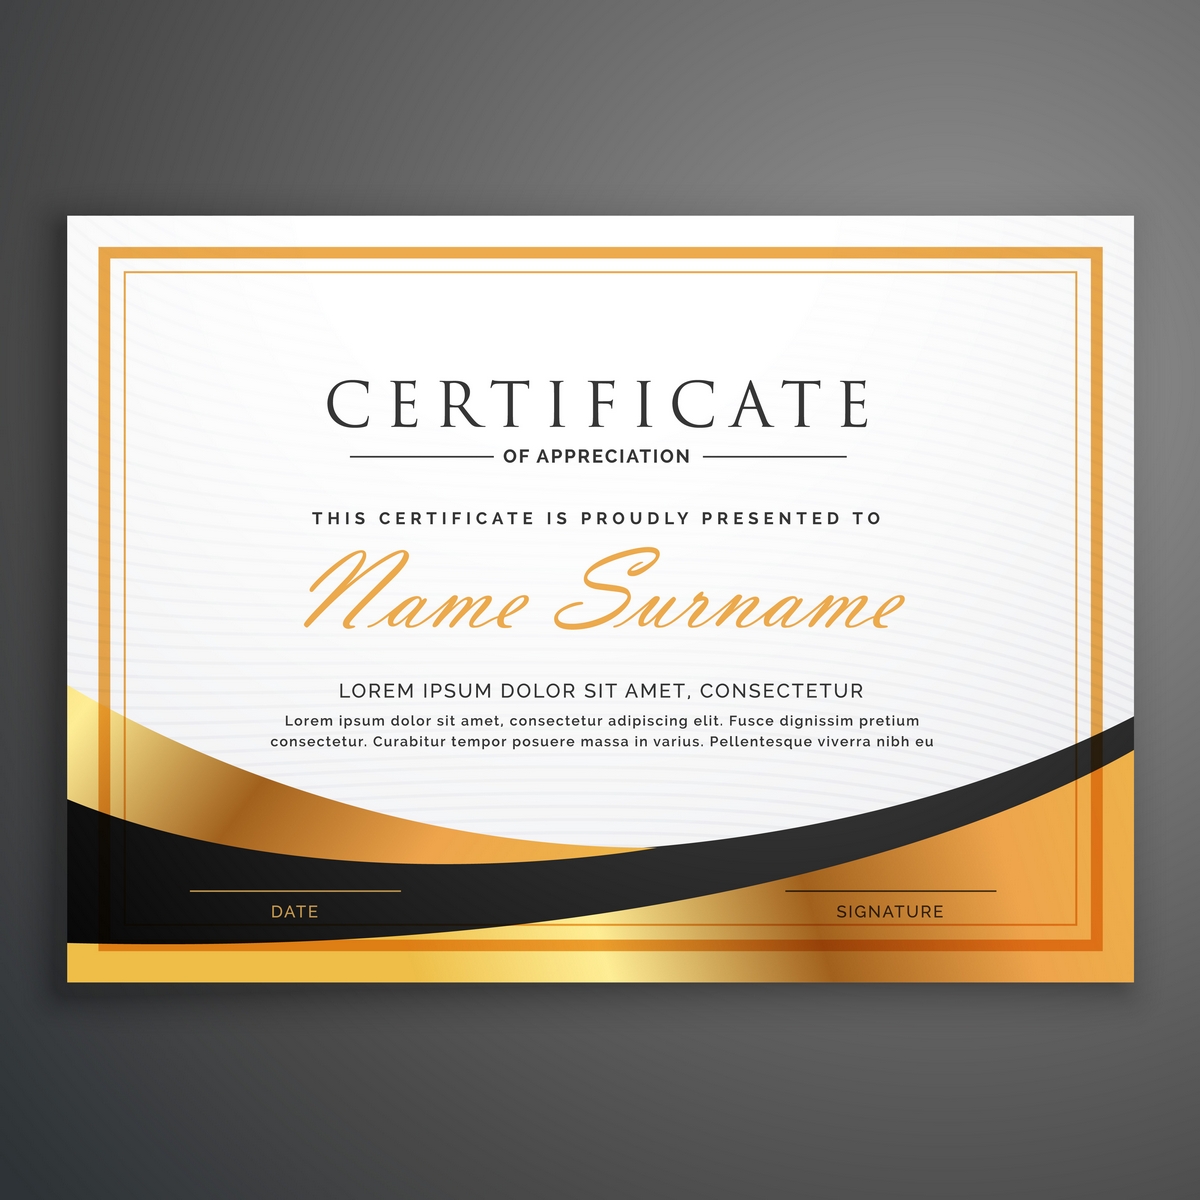 CERTIFICATE
OF APPRECIATION
THIS CERTIFICATE IS PROUDLY PRESENTED TO
Name Surname
LOREM IPSUM DOLOR SIT AMET, CONSECTETUR
Lorem ipsum dolor sit amet, consectetur adipiscing elit. Fusce dignissim pretium
consectetur. Curabitur tempor posuere massa in varius. Pellentesque viverra nibh eu
DATE
SIGNATURE